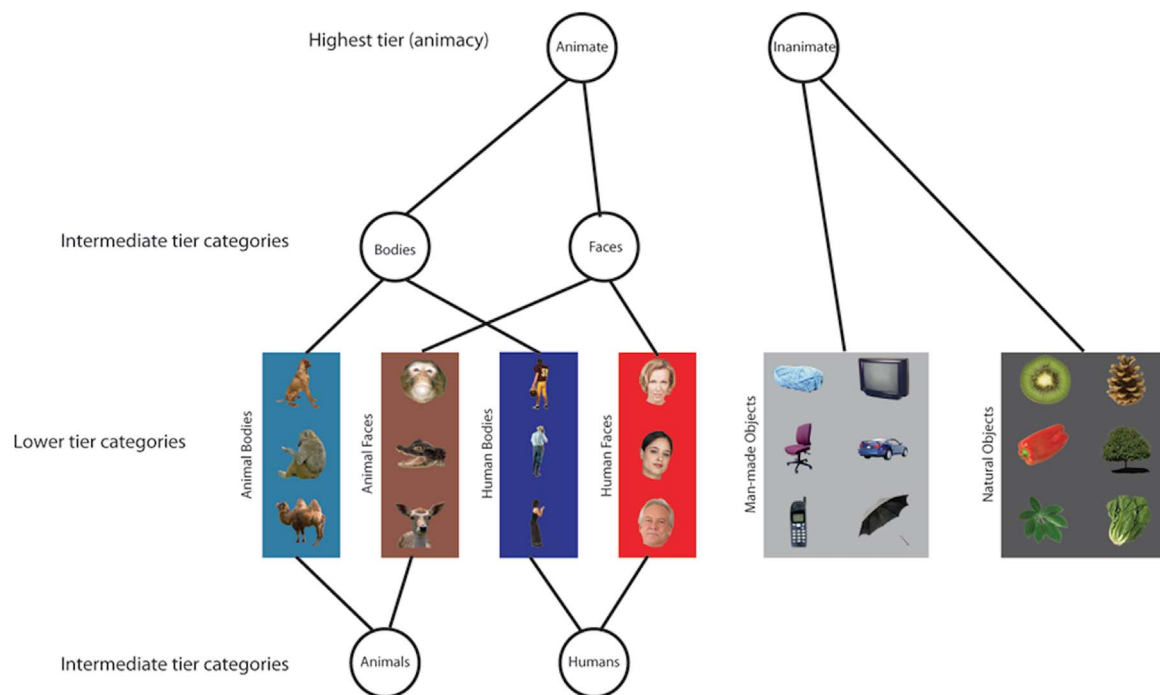 Highest tier (animacy)
Animate
Inanimate
Intermediate tier categories
Bodies
Faces
Lower tier categories
Animal Bodies
Animal Faces
Human Bodies
Human Faces
Man-made Objects
Natural Objects
Intermediate tier categories
Animals
Humans